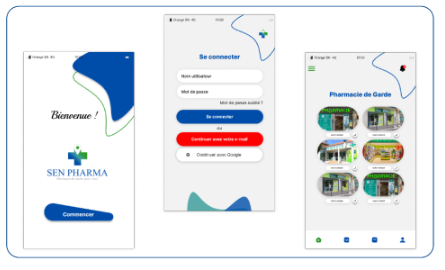 Orange SN 4G
Bienvenue !
SEN PHARMA
Commencer
Orange SN 4G
Se connecter
Nom utilisateur
Mot de passe
Mot de passe oublié ?
Se connecter
ou
Continuer avec votre e-mail
Continuer avec Google
Orange SN 4G
Pharmacie de Garde